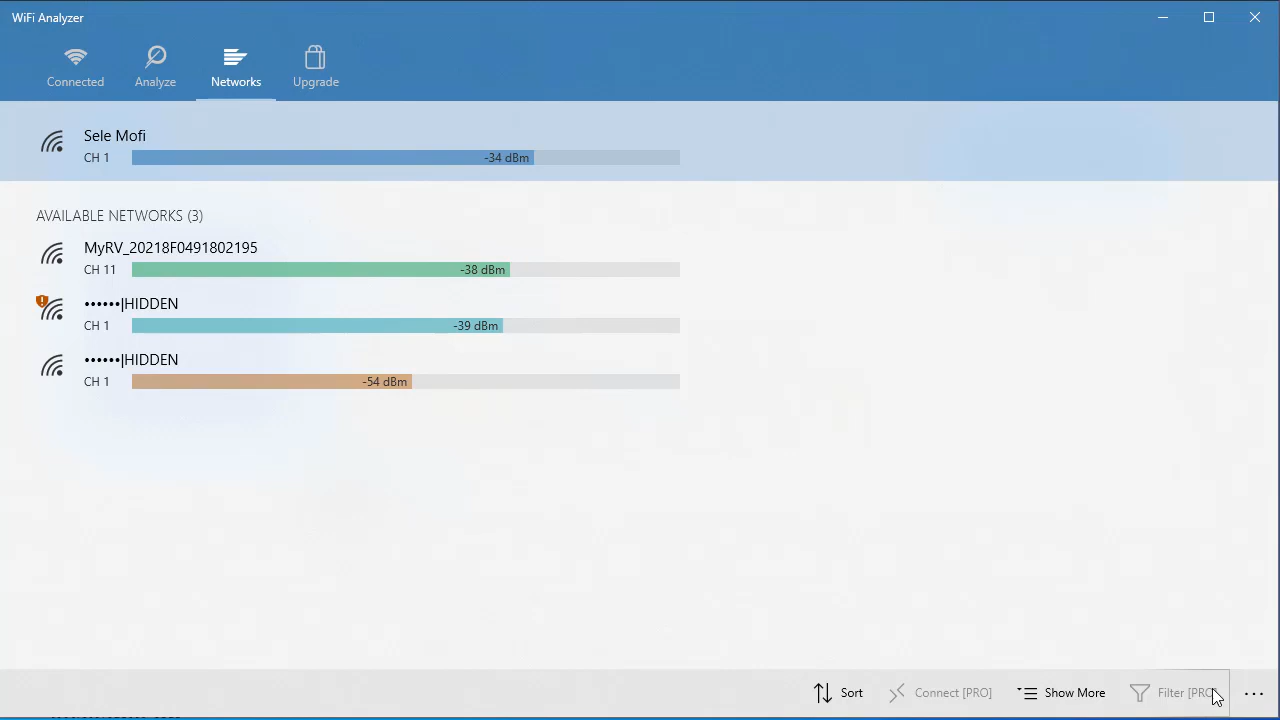 WiFi Analyzer
Connected
Analyze
Networks
Upgrade
Sele Mofi
CH 1
-34 dBm
AVAILABLE NETWORKS (3)
MyRV_20218F0491802195
CH 11
-38 dBm
••••••|HIDDEN
CH 1
-39 dBm
••••••|HIDDEN
CH 1
-54 dBm
Sort
Connect [PRO]
Show More
Filter [PRO